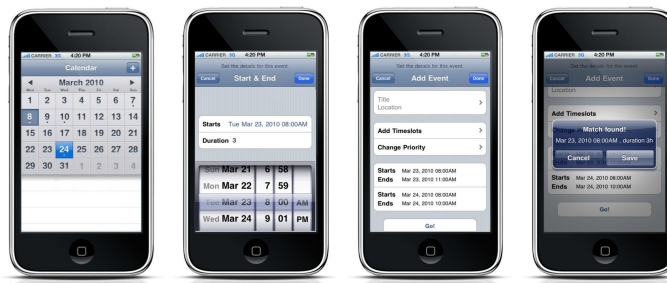 CARRIER 3G 4:20 PM
Calendar +
March 2010
Mon Tue Wed Thu Fri Sat Sun
1 2 3 4 5 6 7
8 9 10 11 12 13 14
15 16 17 18 19 20 21
22 23 24 25 26 27 28
29 30 31 1 2 3 4
CARRIER 3G 4:20 PM
Set the details for this event.
Cancel Start & End Done
Starts Tue Mar 23, 2010 08:00AM
Duration 3
Sun Mar 21 6 58
Mon Mar 22 7 59
Tue Mar 23 8 00 AM
Wed Mar 24 9 01 PM
CARRIER 3G 4:20 PM
Set the details for this event.
Cancel Add Event Done
Title
Location
Add Timeslots
Change Priority
Starts Mar 23, 2010 08:00AM
Ends Mar 23, 2010 11:00AM
Starts Mar 24, 2010 08:00AM
Ends Mar 24, 2010 10:00AM
Go!
CARRIER 3G 4:20 PM
Set the details for this event.
Cancel Add Event Done
Location
Add Timeslots
Match found!
Mar 23, 2010 08:00AM , duration 3h
Cancel Save
Starts Mar 24, 2010 08:00AM
Ends Mar 24, 2010 10:00AM
Go!